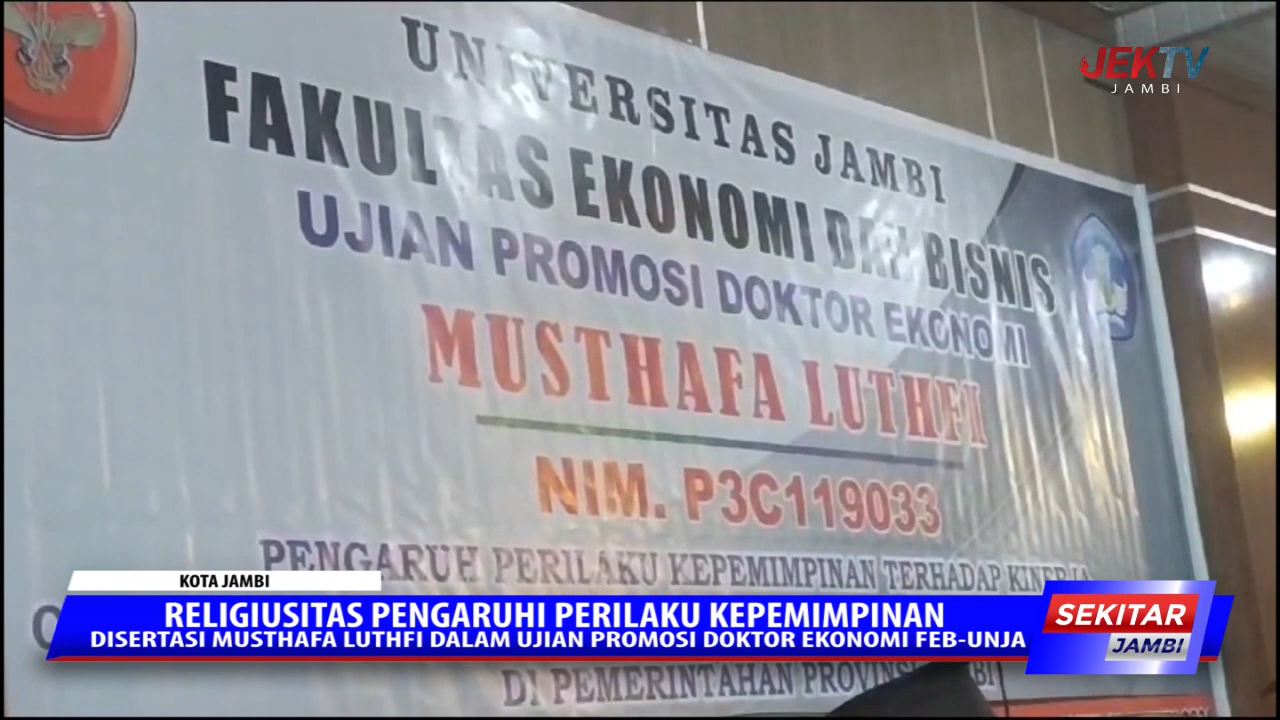 JEKTV
JAMBI
UNIVERSITAS JAMBI
FAKULTAS EKONOMI DAN BISNIS
UJIAN PROMOSI DOKTOR EKONOMI
MUSTHAFA LUTHFI
NIM. P3C119033
PENGARUH PERILAKU KEPEMIMPINAN TERHADAP KINERJA
KOTA JAMBI
RELIGIUSITAS PENGARUHI PERILAKU KEPEMIMPINAN
DISERTASI MUSTHAFA LUTHFI DALAM UJIAN PROMOSI DOKTOR EKONOMI FEB-UNJA
SEKITAR
JAMBI
DI PEMERINTAHAN PROVINSI JAMBI